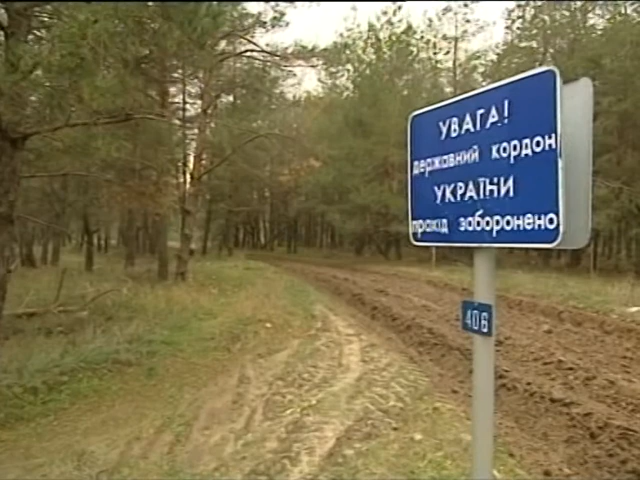 УВАГА!
державний кордон
УКРАЇНИ
прохід заборонено
406